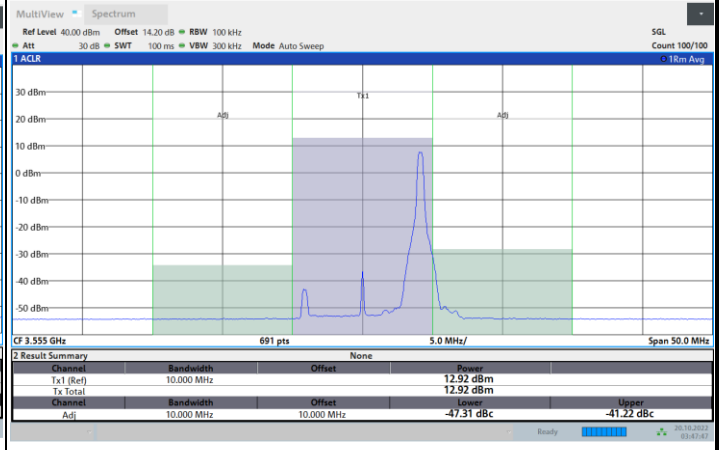 MultiView Spectrum
Ref Level 40.00 dBm Offset 14.20 dB RBW 100 kHz SGL
Att 30 dB SWT 100 ms VBW 300 kHz Mode Auto Sweep Count 100/100
1 ACLR 1Rm Avg
30 dBm
Tx1
20 dBm Adj Adj
10 dBm
0 dBm
-10 dBm
-20 dBm
-30 dBm
-40 dBm
-50 dBm
CF 3.555 GHz 691 pts 5.0 MHz/ Span 50.0 MHz
2 Result Summary None
Channel Bandwidth Offset Power
Tx1 (Ref) 10.000 MHz 12.92 dBm
Tx Total 12.92 dBm
Channel Bandwidth Offset Lower Upper
Adj 10.000 MHz 10.000 MHz -47.31 dBc -41.22 dBc
Ready 20.10.2022
03:47:47